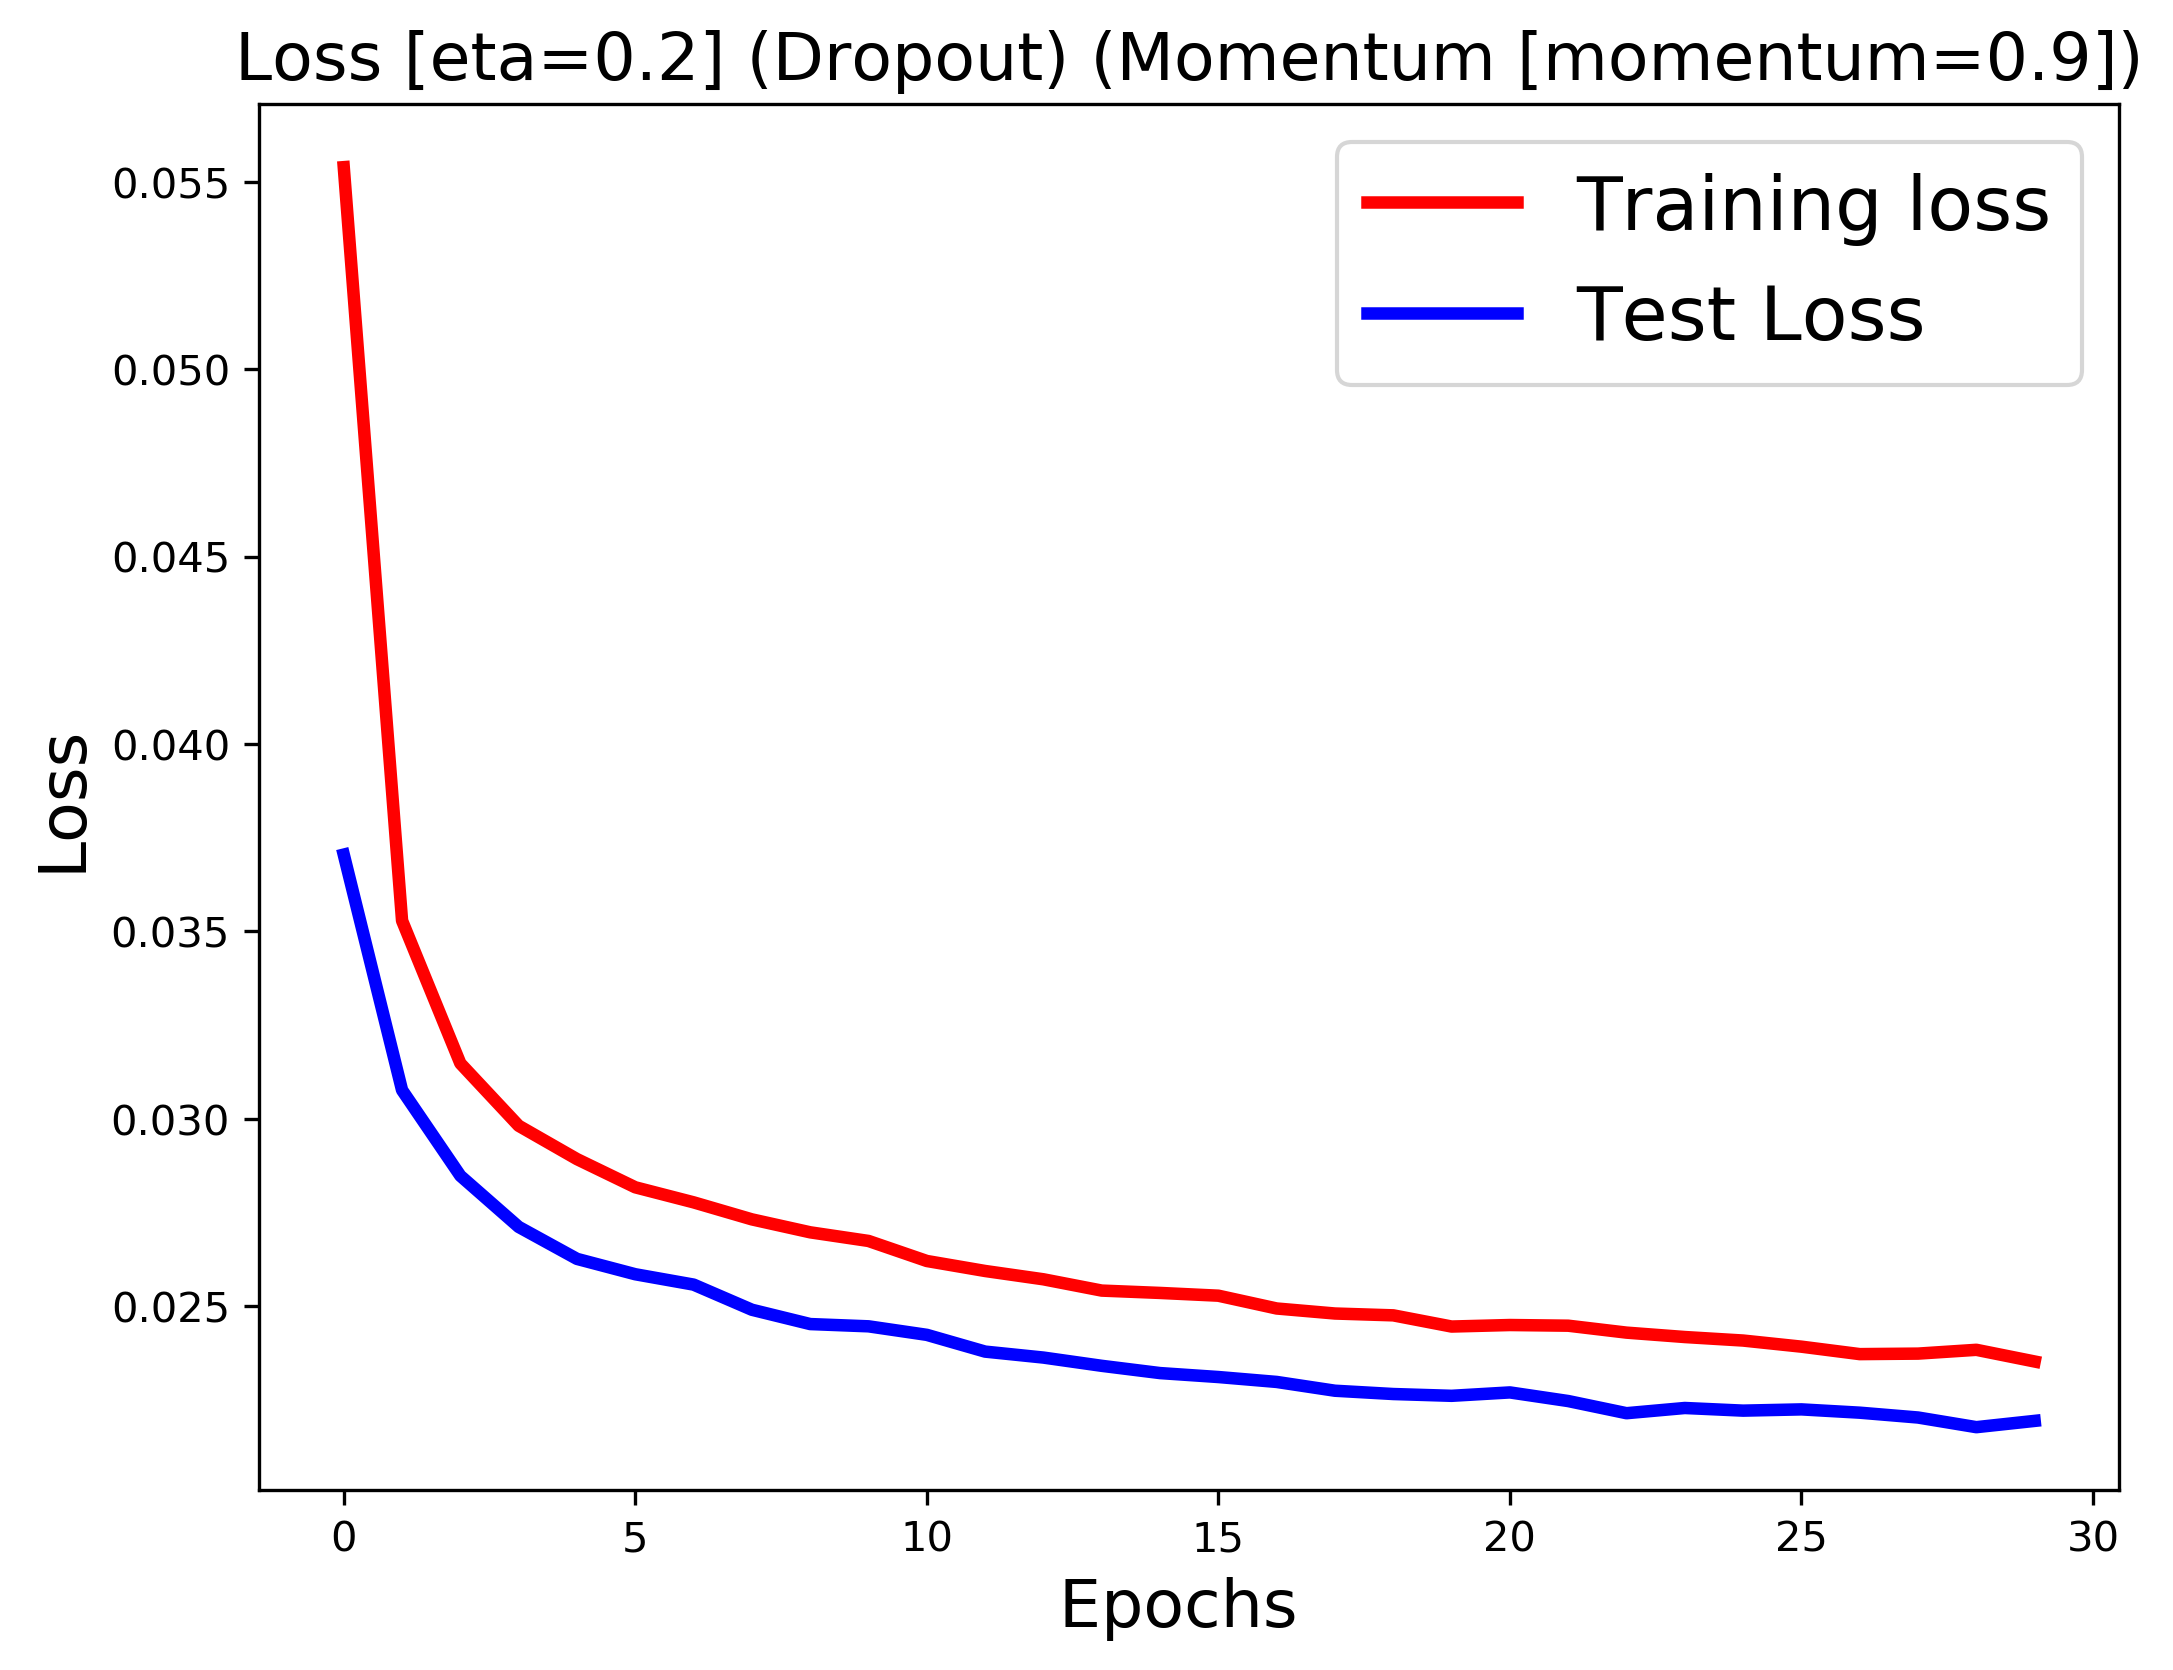 Loss [eta=0.2] (Dropout) (Momentum [momentum=0.9])
Training loss
Test Loss
Loss
0.055
0.050
0.045
0.040
0.035
0.030
0.025
0 5 10 15 20 25 30
Epochs